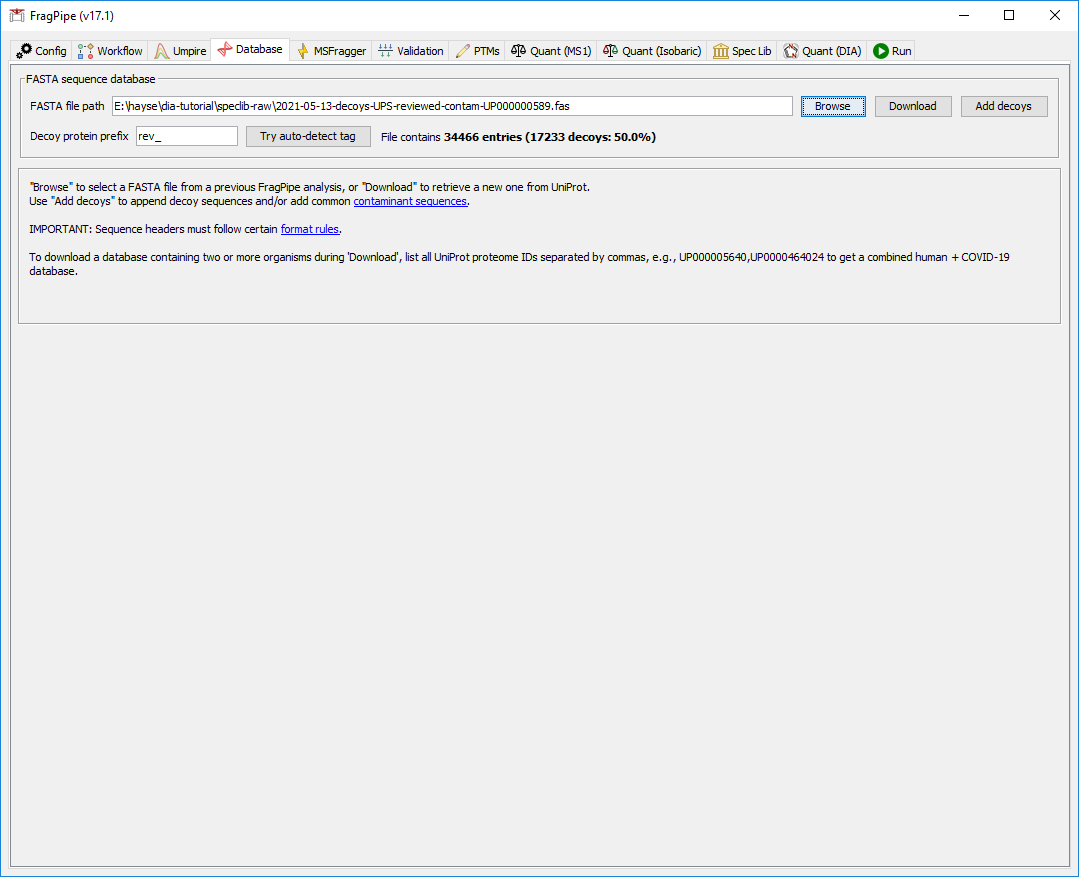 FragPipe (v17.1)
Config Workflow Umpire Database MSFragger Validation PTMs Quant (MS1) Quant (Isobaric) Spec Lib Quant (DIA) Run
FASTA sequence database
FASTA file path E:\hayse\dia-tutorial\speclib-raw\2021-05-13-decoys-UPS-reviewed-contam-UP000000589.fas Browse Download Add decoys
Decoy protein prefix rev_ Try auto-detect tag File contains 34466 entries (17233 decoys: 50.0%)
"Browse" to select a FASTA file from a previous FragPipe analysis, or "Download" to retrieve a new one from UniProt.
Use "Add decoys" to append decoy sequences and/or add common contaminant sequences.
IMPORTANT: Sequence headers must follow certain format rules.
To download a database containing two or more organisms during 'Download', list all UniProt proteome IDs separated by commas, e.g., UP000005640,UP0000464024 to get a combined human + COVID-19
database.